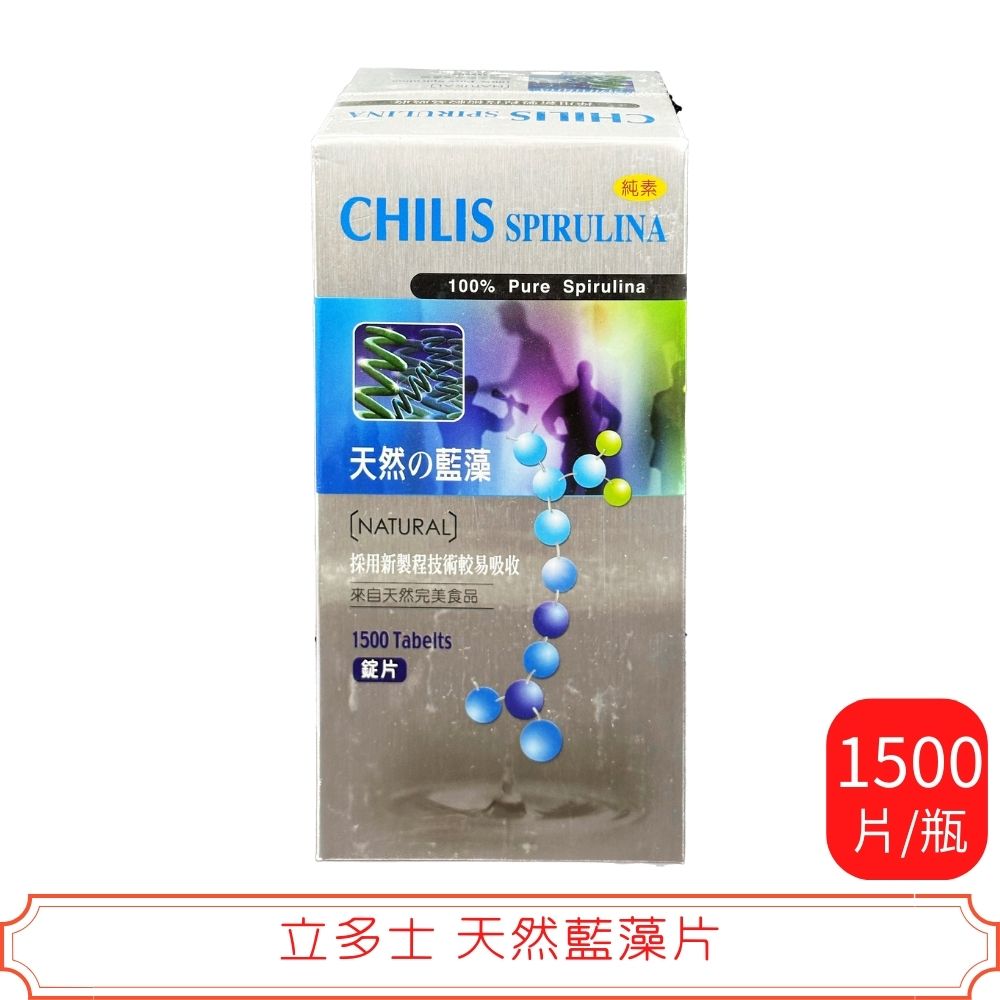 CHILIS SPIRULINA
純素
CHILIS SPIRULINA
100% Pure Spirulina
天然の藍藻
[NATURAL]
採用新製程技術較易吸收
來自天然完美食品
1500 Tabelts
錠片
1500
片/瓶
立多士 天然藍藻片